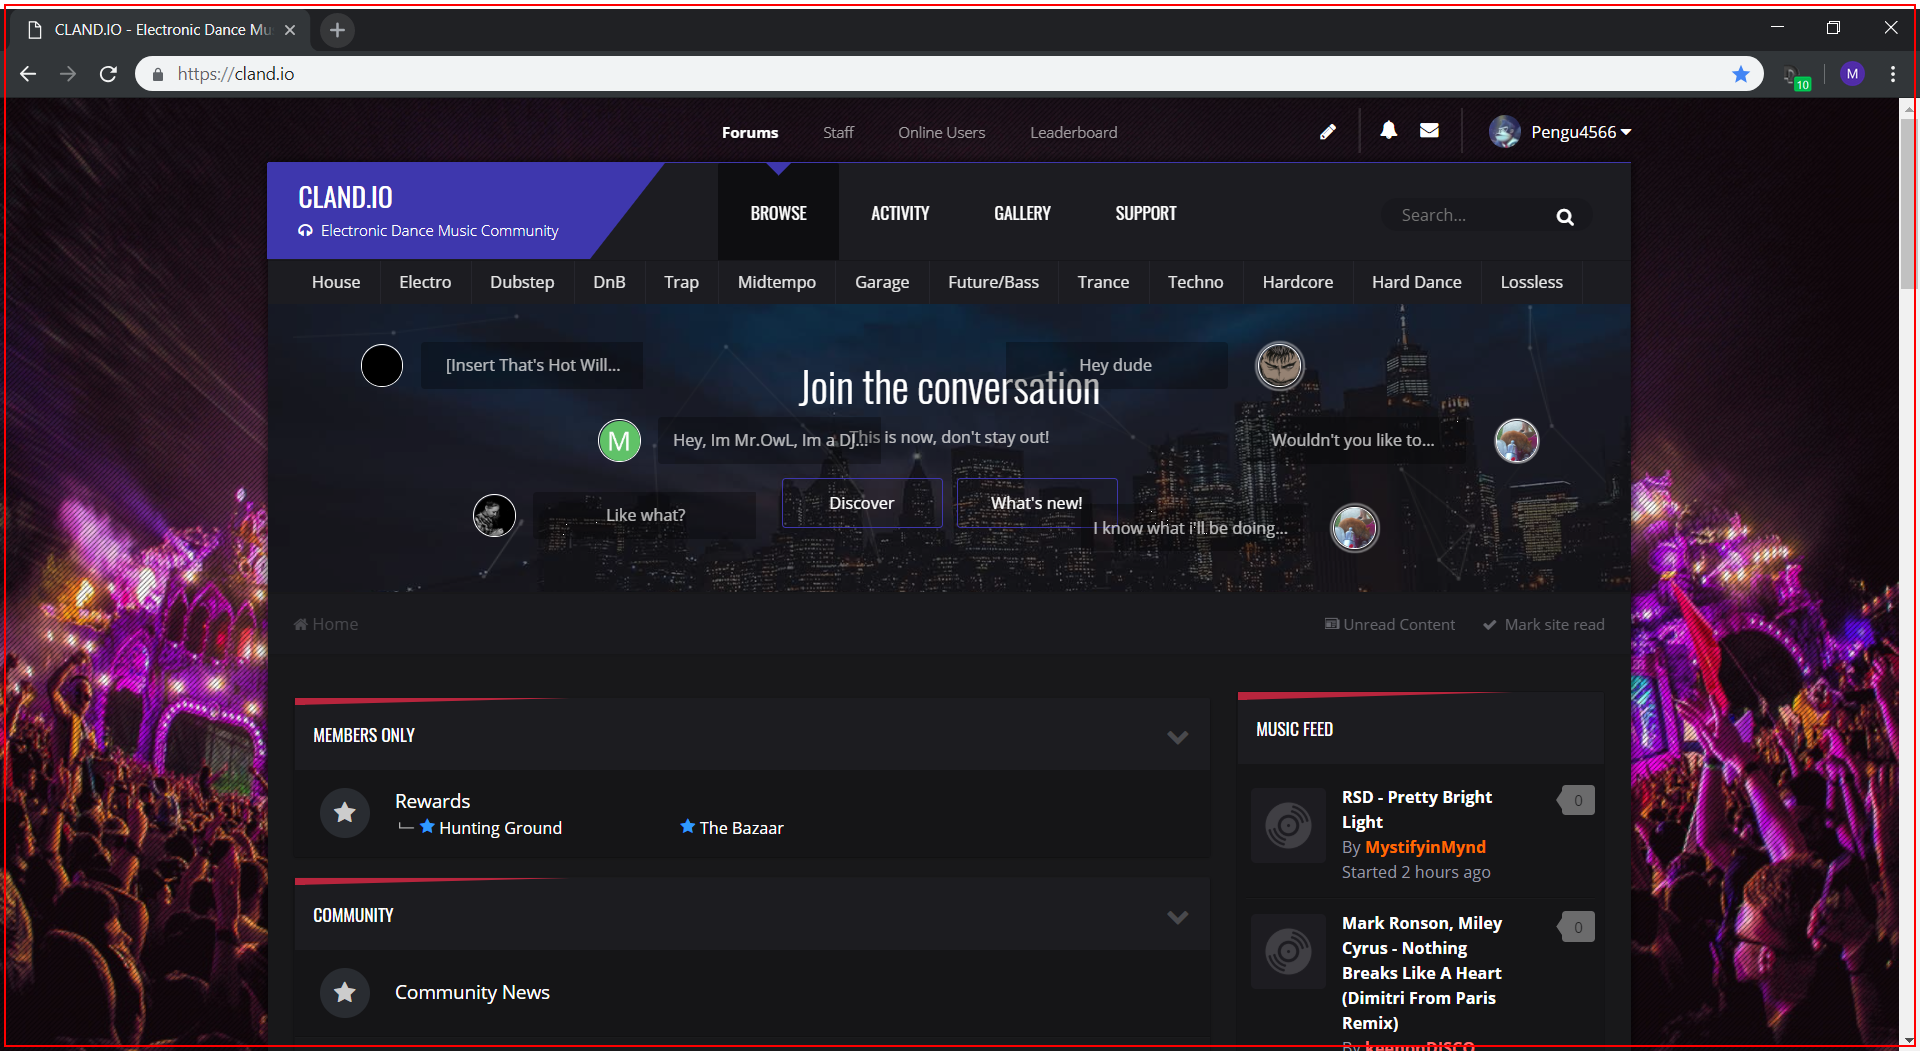 CLAND.IO - Electronic Dance Mu
https://cland.io
10
M
Forums Staff Online Users Leaderboard
Pengu4566
CLAND.IO
Electronic Dance Music Community
BROWSE ACTIVITY GALLERY SUPPORT
Search...
House Electro Dubstep DnB Trap Midtempo Garage Future/Bass Trance Techno Hardcore Hard Dance Lossless
[Insert That's Hot Will...
Hey dude
Join the conversation
M
Hey, Im Mr.OwL, Im a DJ...
This is now, don't stay out!
Wouldn't you like to...
Like what?
Discover
What's new!
I know what i'll be doing...
Home
Unread Content
Mark site read
MEMBERS ONLY
Rewards
Hunting Ground
The Bazaar
COMMUNITY
Community News
MUSIC FEED
RSD - Pretty Bright
Light
0
By MystifyinMynd
Started 2 hours ago
Mark Ronson, Miley
0
Cyrus - Nothing
Breaks Like A Heart
(Dimitri From Paris
Remix)
By keeponDISCO